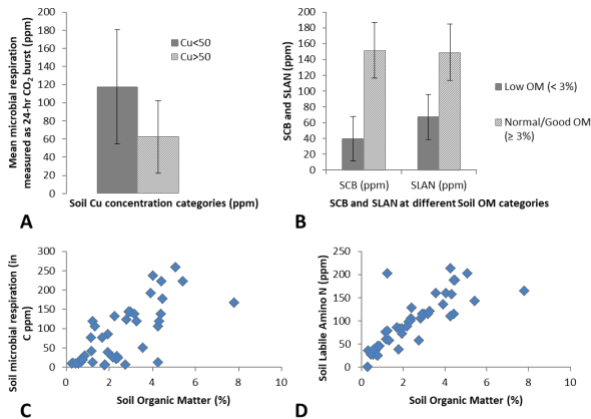 Mean microbial respiration
measured as 24-hr CO2 burst (ppm)
200
180
160
140
120
100
80
60
40
20
0
Cu<50
Cu>50
Soil Cu concentration categories (ppm)
A
SCB and SLAN (ppm)
200
180
160
140
120
100
80
60
40
20
0
SCB (ppm)
SLAN (ppm)
Low OM (< 3%)
Normal/Good OM
(≥ 3%)
SCB and SLAN at different Soil OM categories
B
Soil microbial respiration (in
C ppm)
300
250
200
150
100
50
0
0 2 4 6 8 10
Soil Organic Matter (%)
C
Soil Labile Amino N (ppm)
250
200
150
100
50
0
0 2 4 6 8 10
Soil Organic Matter (%)
D